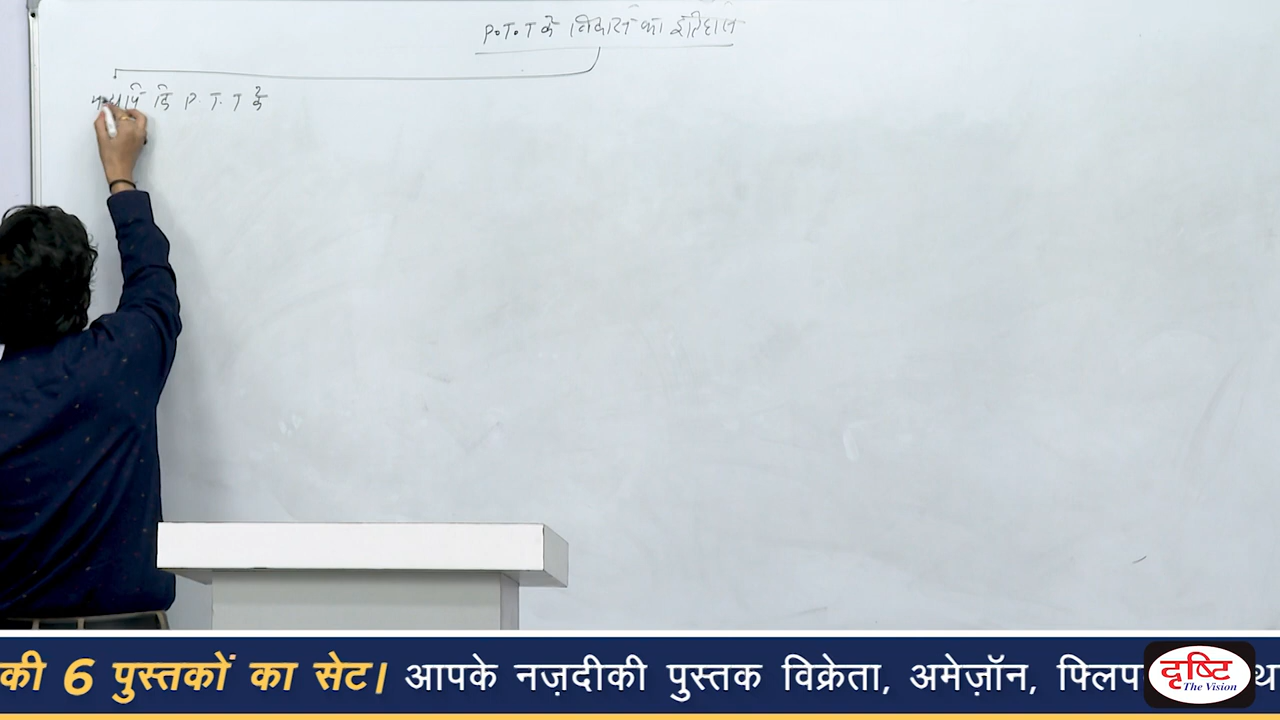 P.T.T के विकास का इतिहास
यद्यपि कि P.T.T के
की 6 पुस्तकों का सेट। आपके नज़दीकी पुस्तक विक्रेता, अमेज़ॉन,
दृष्टि
The Vision